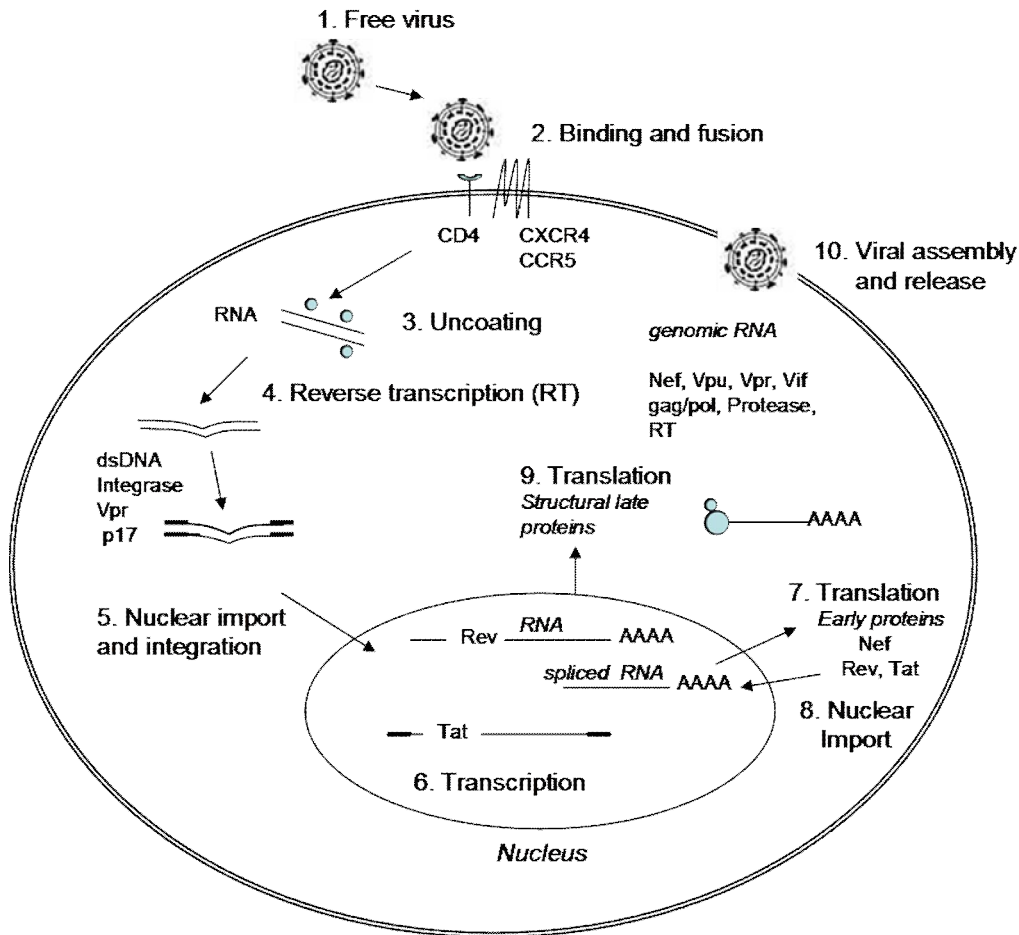 1. Free virus
2. Binding and fusion
CD4
CXCR4
CCR5
10. Viral assembly
and release
RNA
3. Uncoating
genomic RNA
Nef, Vpu, Vpr, Vif
gag/pol, Protease,
RT
4. Reverse transcription (RT)
dsDNA
Integrase
Vpr
p17
9. Translation
Structural late
proteins
AAAA
5. Nuclear import
and integration
7. Translation
Early proteins
Nef
Rev, Tat
8. Nuclear
Import
Rev RNA AAAA
spliced RNA AAAA
Tat
6. Transcription
Nucleus